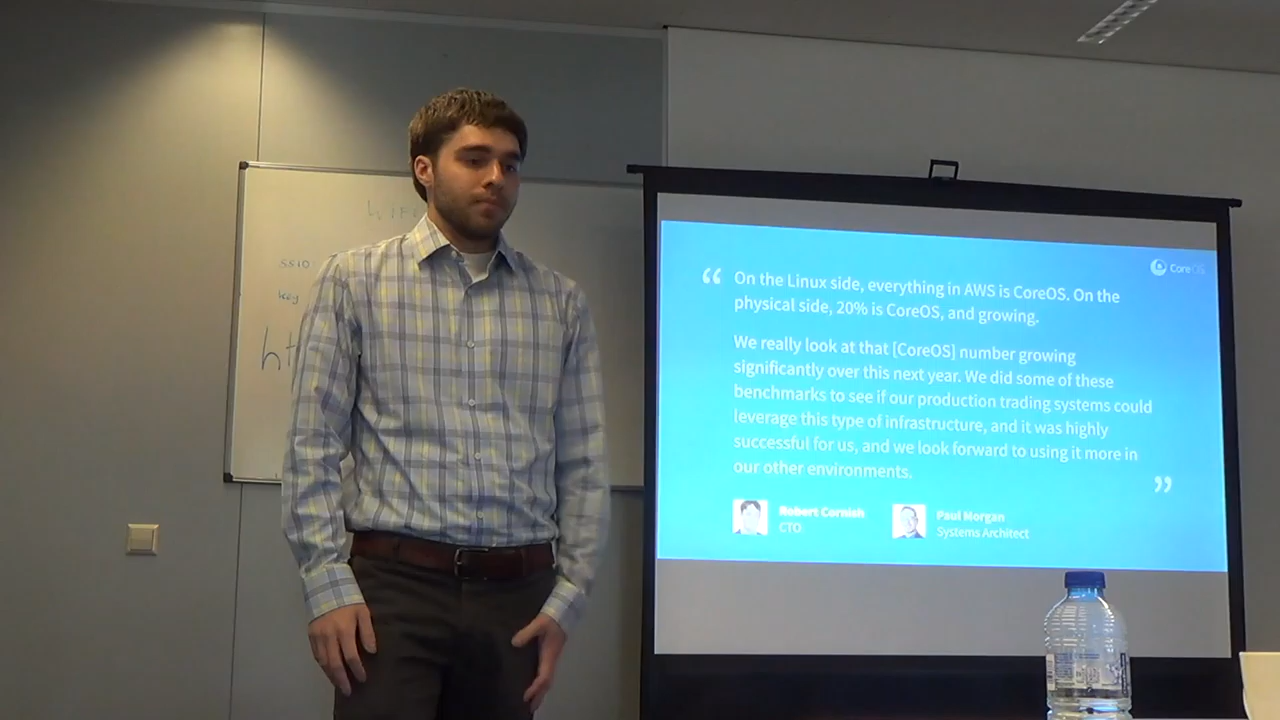 WiFi
SSID
key
ht
CoreOS
“ On the Linux side, everything in AWS is CoreOS. On the
physical side, 20% is CoreOS, and growing.
We really look at that [CoreOS] number growing
significantly over this next year. We did some of these
benchmarks to see if our production trading systems could
leverage this type of infrastructure, and it was highly
successful for us, and we look forward to using it more in
our other environments. ”
Robert Cornish
CTO
Paul Morgan
Systems Architect